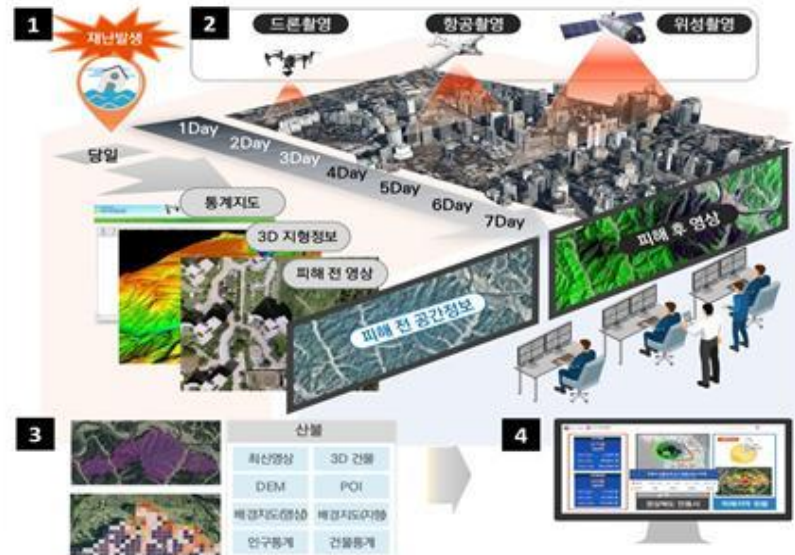 1
재난발생
2
드론촬영
항공촬영
위성촬영
당일
1Day
2Day
3Day
4Day
5Day
6Day
7Day
통계지도
3D 지형정보
피해 전 영상
피해 전 공간정보
피해 후 영상
3
산물
최신영상 3D 건물
DEM POI
배경지도(영상) 배경지도(지형)
인구통계 건물통계
4